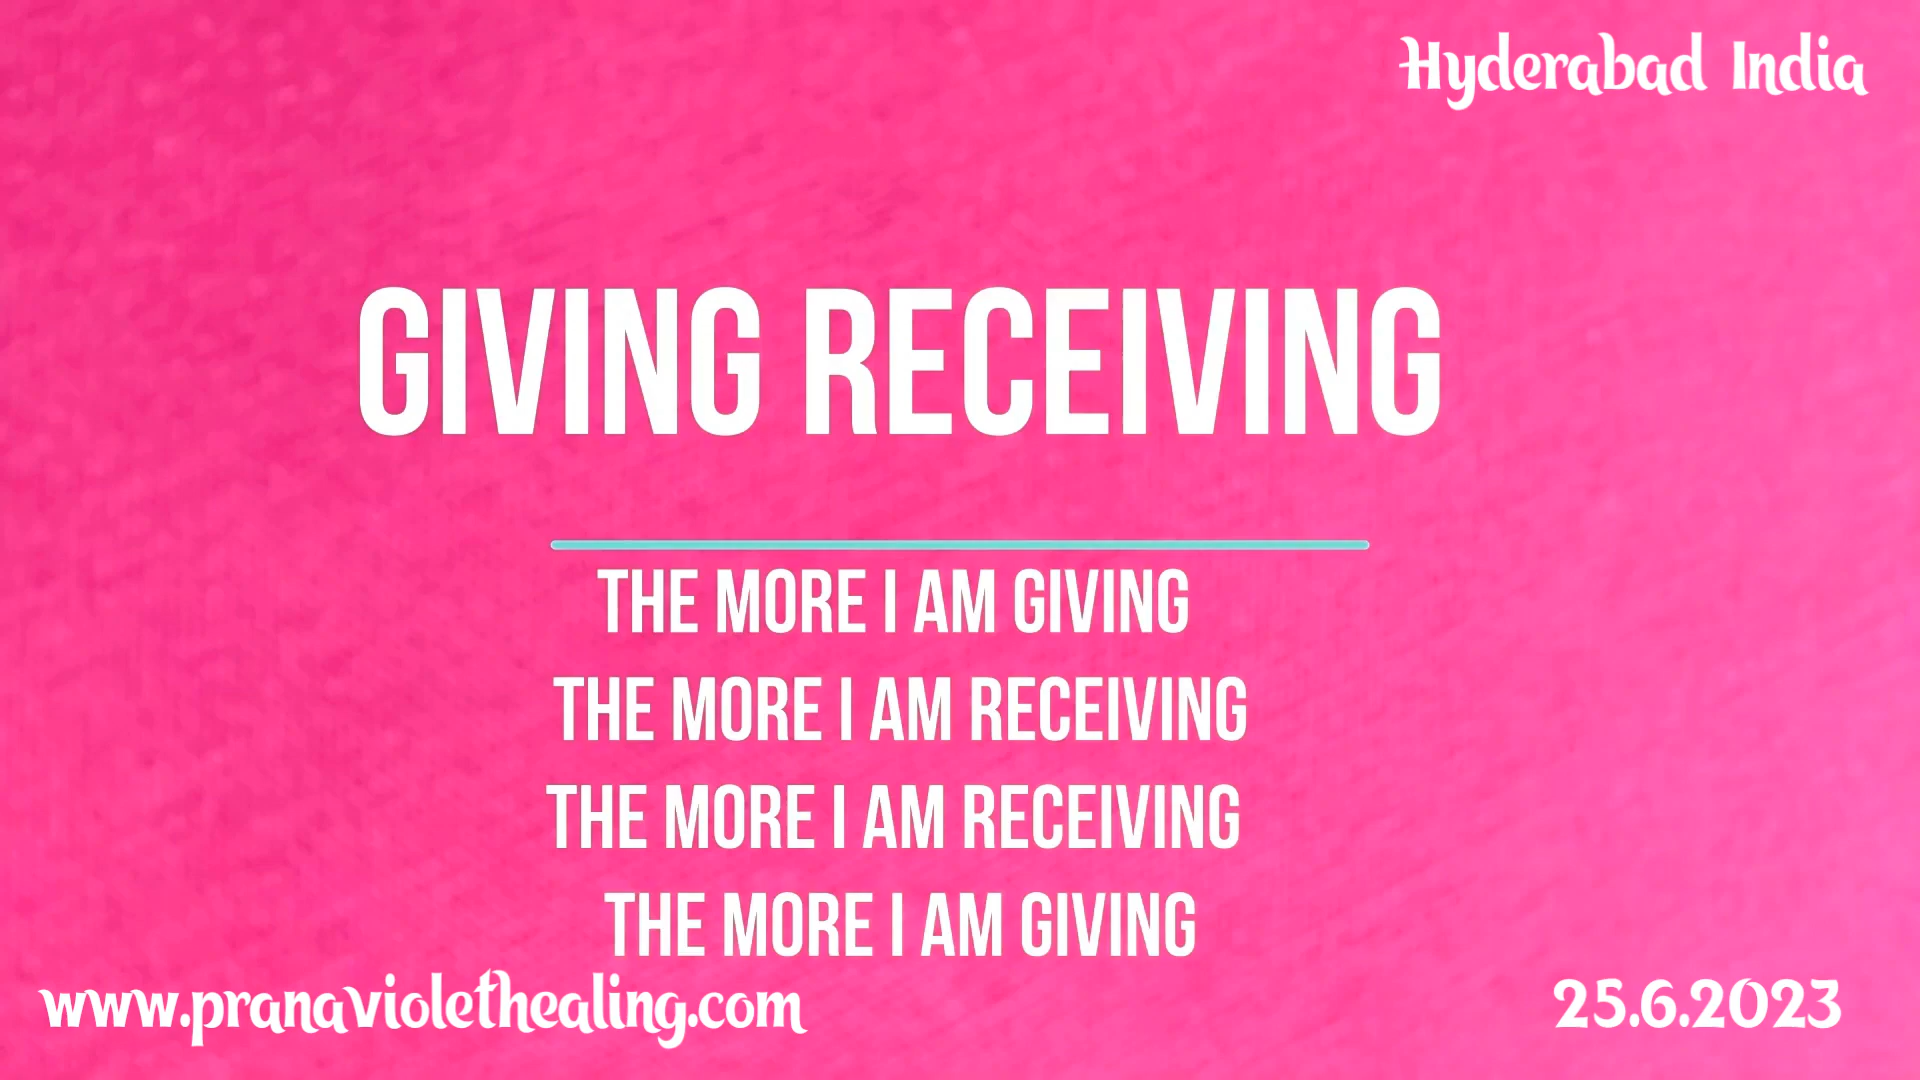 Hyderabad India
GIVING RECEIVING
THE MORE I AM GIVING
THE MORE I AM RECEIVING
THE MORE I AM RECEIVING
THE MORE I AM GIVING
www.pranaviolethealing.com
25.6.2023